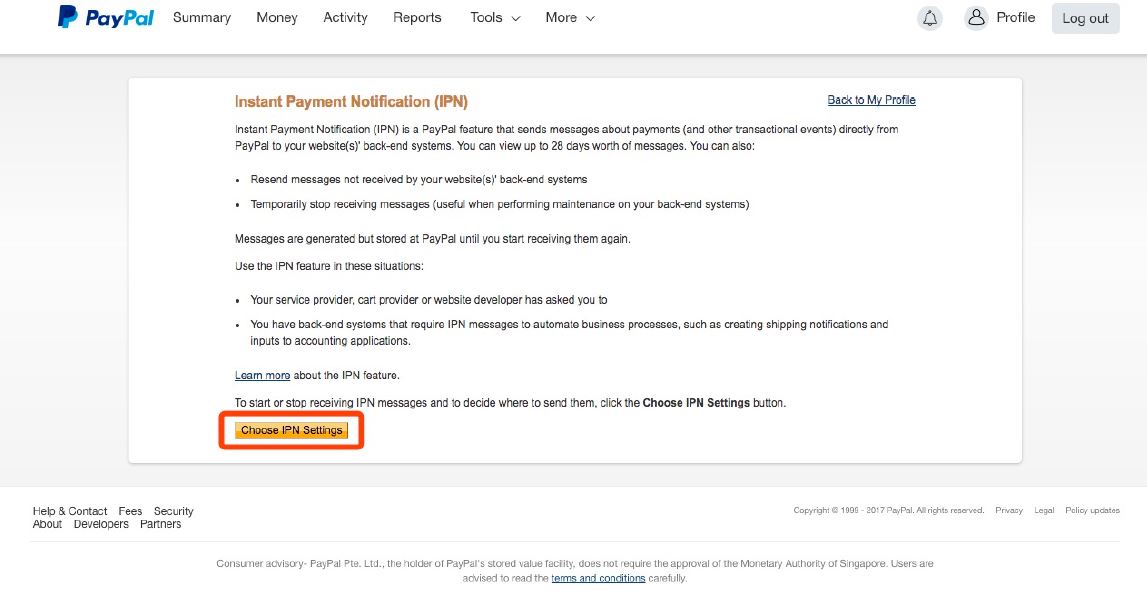 PayPal Summary Money Activity Reports Tools More Profile Log out
Instant Payment Notification (IPN) Back to My Profile
Instant Payment Notification (IPN) is a PayPal feature that sends messages about payments (and other transactional events) directly from
PayPal to your website(s)' back-end systems. You can view up to 28 days worth of messages. You can also:
• Resend messages not received by your website(s)' back-end systems
• Temporarily stop receiving messages (useful when performing maintenance on your back-end systems)
Messages are generated but stored at PayPal until you start receiving them again.
Use the IPN feature in these situations:
• Your service provider, cart provider or website developer has asked you to
• You have back-end systems that require IPN messages to automate business processes, such as creating shipping notifications and
inputs to accounting applications.
Learn more about the IPN feature.
To start or stop receiving IPN messages and to decide where to send them, click the Choose IPN Settings button.
Choose IPN Settings
Help & Contact Fees Security
About Developers Partners
Copyright © 1999 - 2017 PayPal. All rights reserved. Privacy Legal Policy updates
Consumer advisory- PayPal Pte. Ltd., the holder of PayPal's stored value facility, does not require the approval of the Monetary Authority of Singapore. Users are
advised to read the terms and conditions carefully.